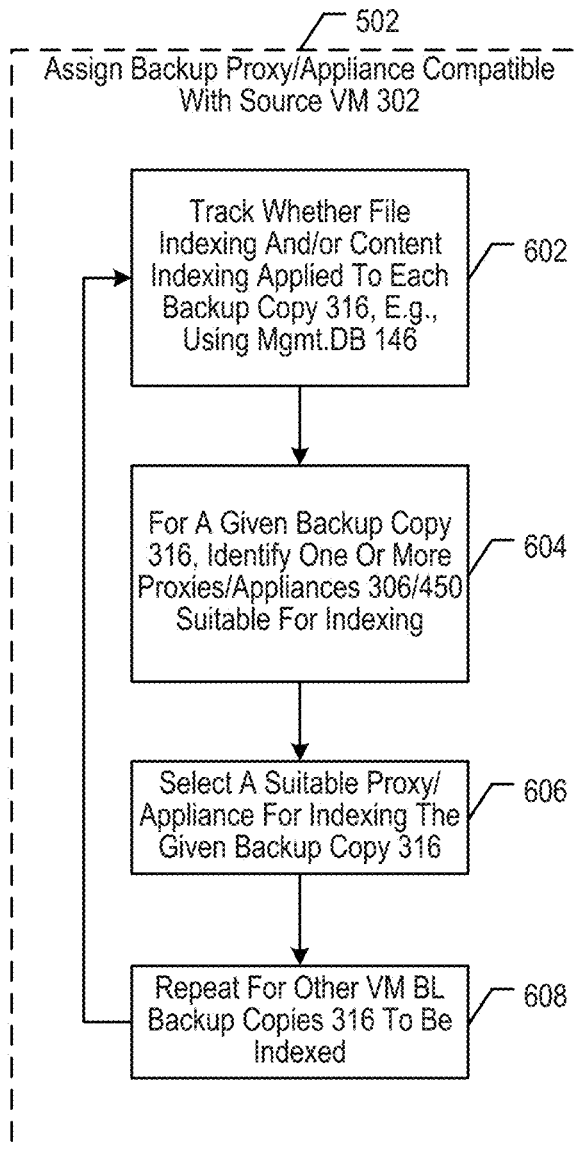 502
Assign Backup Proxy/Appliance Compatible
With Source VM 302
Track Whether File
Indexing And/or Content
Indexing Applied To Each
Backup Copy 316, E.g.,
Using Mgmt.DB 146
602
For A Given Backup Copy
316, Identify One Or More
Proxies/Appliances 306/450
Suitable For Indexing
604
Select A Suitable Proxy/
Appliance For Indexing The
Given Backup Copy 316
606
Repeat For Other VM BL
Backup Copies 316 To Be
Indexed
608